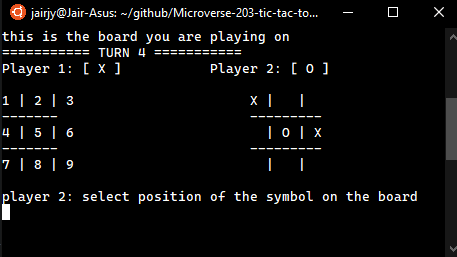 jairjy@Jair-Asus: ~/github/Microverse-203-tic-tac-to...
this is the board you are playing on
=========== TURN 4 ===========
Player 1: [ X ]           Player 2: [ O ]
1 | 2 | 3                      X |   |
-------                        ---------
4 | 5 | 6                        | O | X
-------                        ---------
7 | 8 | 9                        |   |
player 2: select position of the symbol on the board